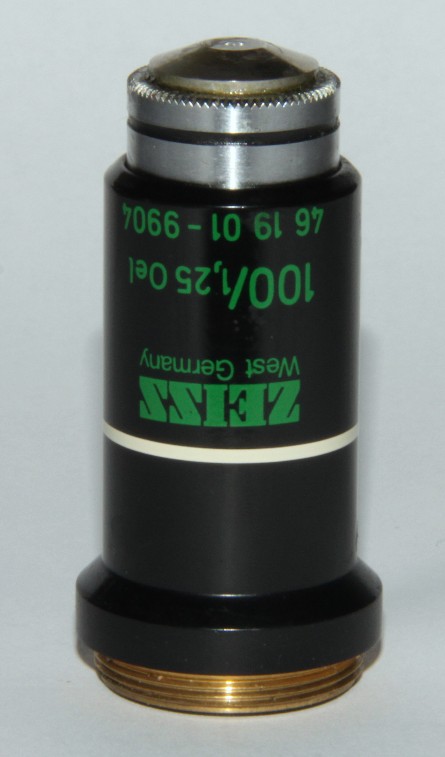 ZEISS
West Germany
100/1,25 Oel
46 19 01 - 9904